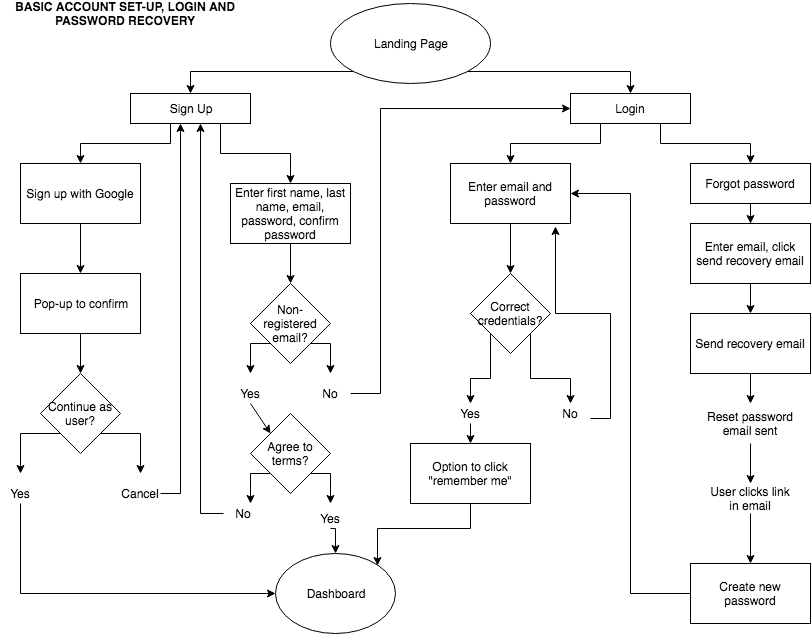 BASIC ACCOUNT SET-UP, LOGIN AND
PASSWORD RECOVERY
Landing Page
Sign Up
Login
Sign up with Google
Enter first name, last
name, email,
password, confirm
password
Enter email and
password
Forgot password
Enter email, click
send recovery email
Pop-up to confirm
Non-
registered
email?
Correct
credentials?
Send recovery email
Continue as
user?
Yes
No
Yes
No
Reset password
email sent
Agree to
terms?
Option to click
"remember me"
Yes
Cancel
No
Yes
User clicks link
in email
Dashboard
Create new
password